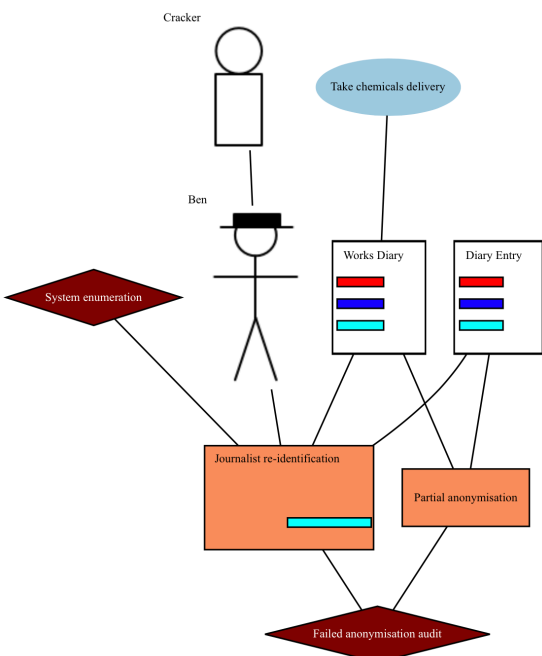 Cracker
Take chemicals delivery
Ben
Works Diary
Diary Entry
System enumeration
Journalist re-identification
Partial anonymisation
Failed anonymisation audit